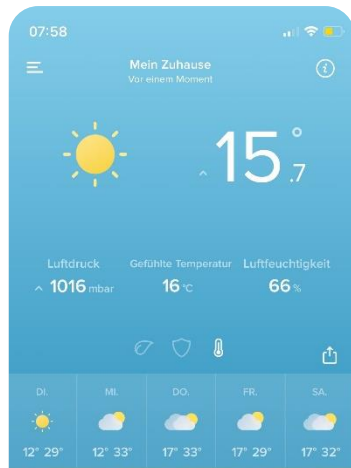 07:58
Mein Zuhause
Vor einem Moment
15°.7
Luftdruck Gefühlte Temperatur Luftfeuchtigkeit
1016 mbar 16 °C 66 %
DI. MI. DO. FR. SA.
12° 29° 12° 33° 17° 33° 17° 29° 17° 32°